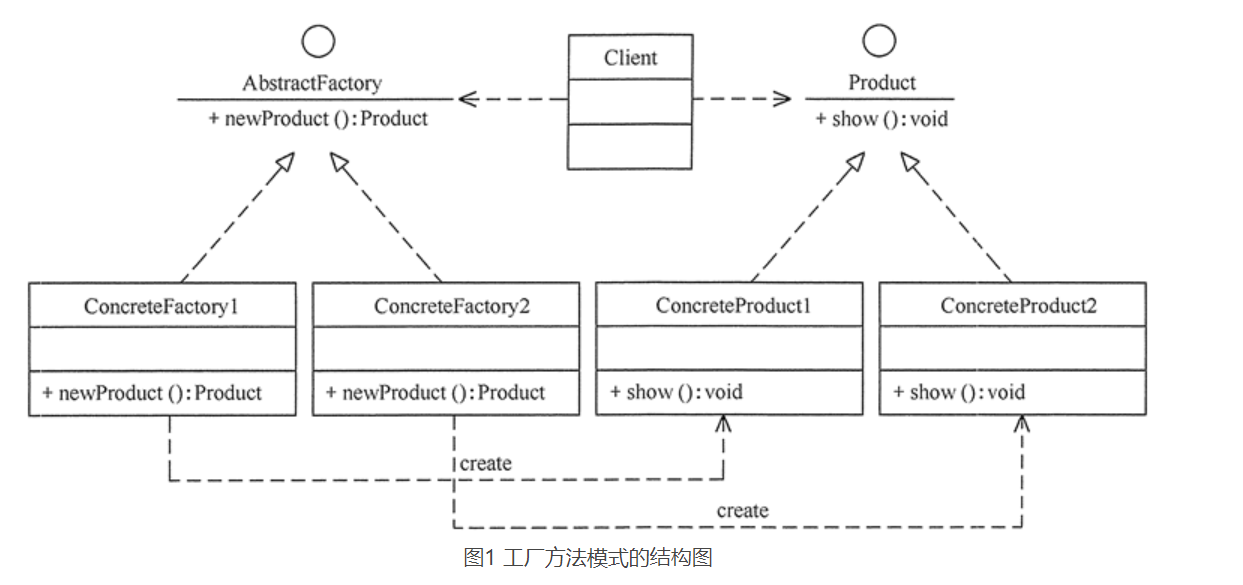 Client
AbstractFactory
+ newProduct ():Product
Product
+ show ():void
ConcreteFactory1
+ newProduct ():Product
ConcreteFactory2
+ newProduct ():Product
ConcreteProduct1
+ show ():void
ConcreteProduct2
+ show ():void
create
create
图1 工厂方法模式的结构图